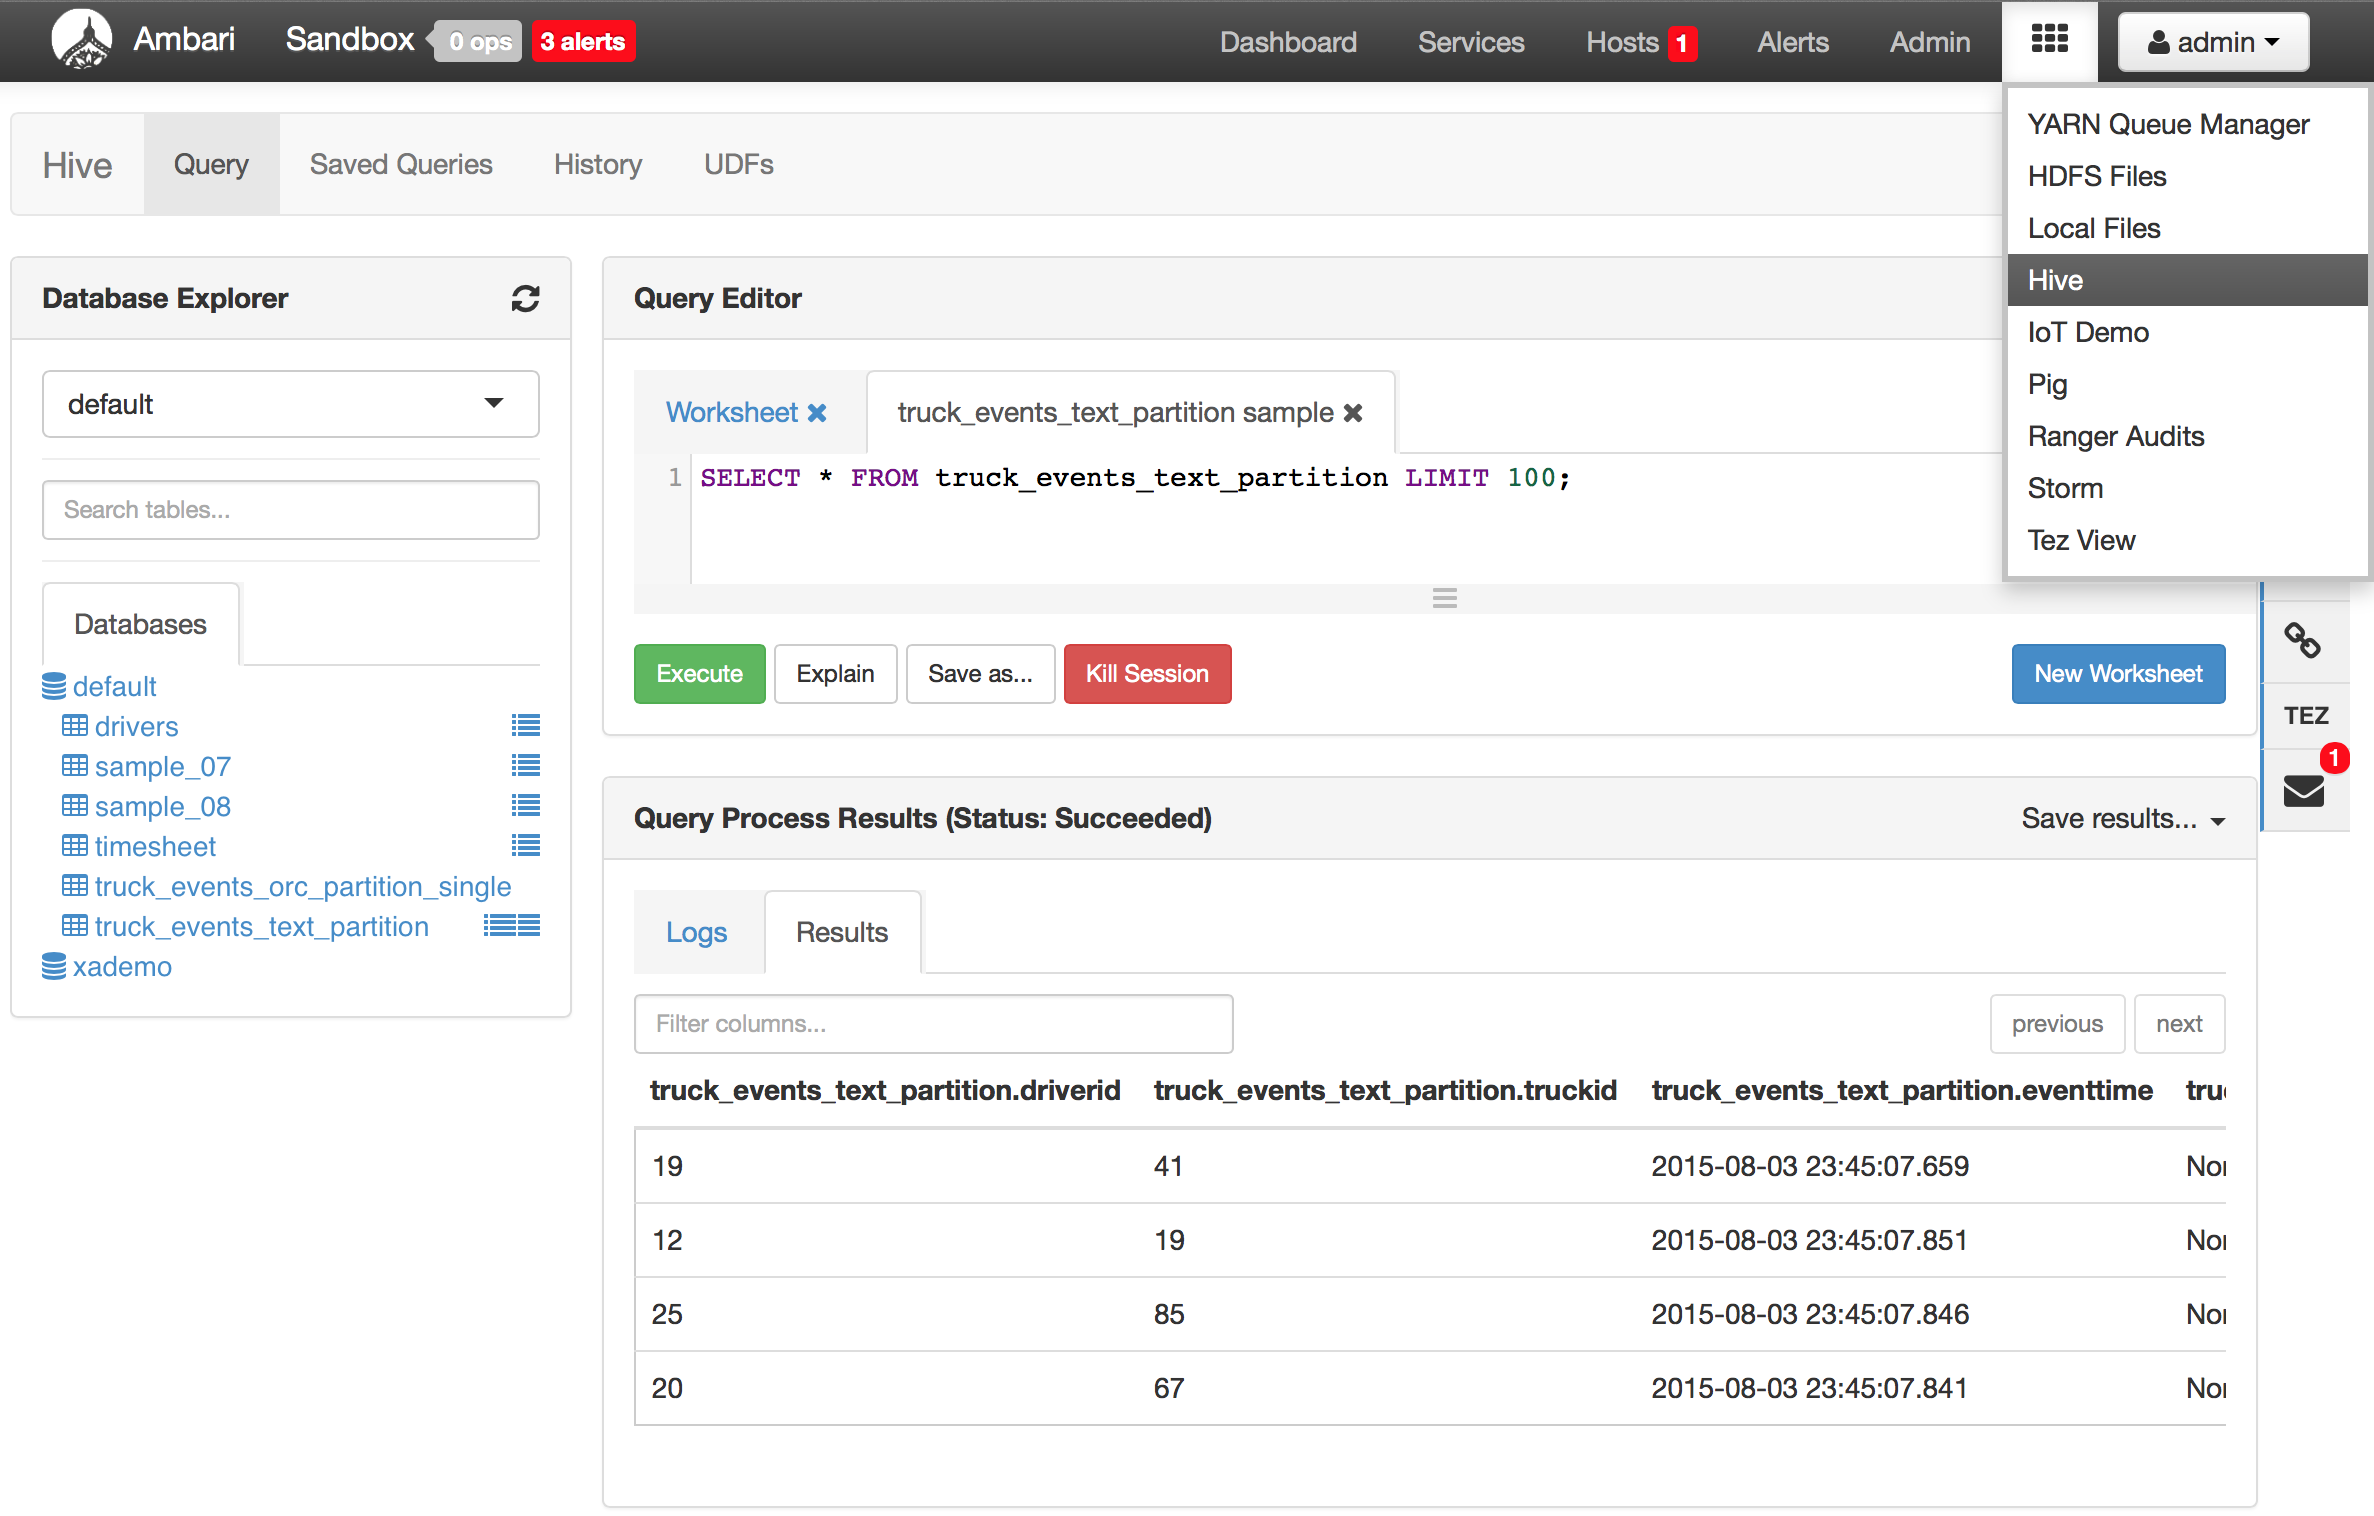 Ambari Sandbox 0 ops 3 alerts Dashboard Services Hosts 1 Alerts Admin admin
YARN Queue Manager
HDFS Files
Local Files
Hive
IoT Demo
Pig
Ranger Audits
Storm
Tez View
Hive Query Saved Queries History UDFs
Database Explorer
default
Search tables...
Databases
default
drivers
sample_07
sample_08
timesheet
truck_events_orc_partition_single
truck_events_text_partition
xademo
Query Editor
Worksheet truck_events_text_partition sample
1 SELECT * FROM truck_events_text_partition LIMIT 100;
Execute Explain Save as... Kill Session New Worksheet
TEZ
1
Query Process Results (Status: Succeeded) Save results...
Logs Results
Filter columns... previous next
truck_events_text_partition.driverid truck_events_text_partition.truckid truck_events_text_partition.eventtime
19 41 2015-08-03 23:45:07.659
12 19 2015-08-03 23:45:07.851
25 85 2015-08-03 23:45:07.846
20 67 2015-08-03 23:45:07.841